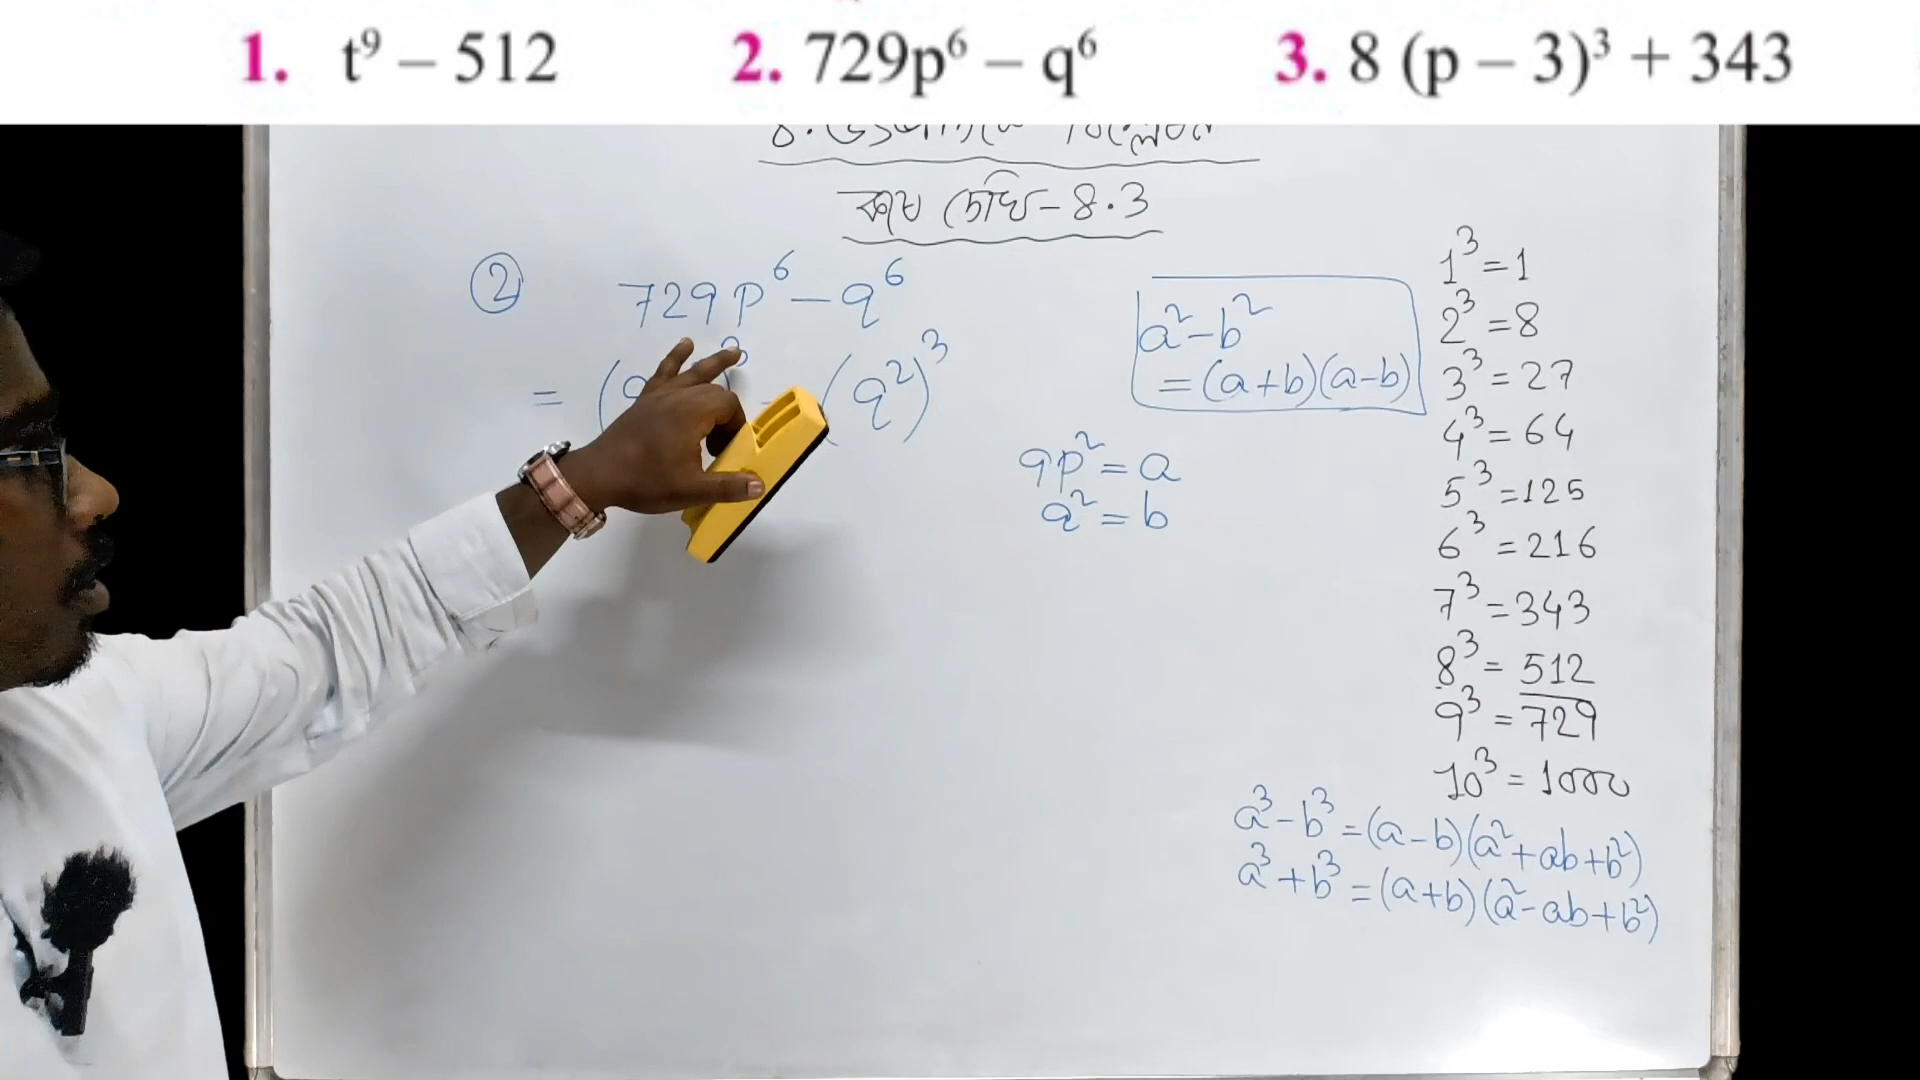 1. t⁹ – 512 2. 729p⁶ – q⁶ 3. 8 (p – 3)³ + 343
কষে দেখি – 8.3
② 729p⁶ – q⁶
= ( )³ (q²)³
a² – b²
= (a+b)(a–b)
9p² = a
q² = b
1³ = 1
2³ = 8
3³ = 27
4³ = 64
5³ = 125
6³ = 216
7³ = 343
8³ = 512
9³ = 729
10³ = 1000
a³ – b³ = (a – b)(a² + ab + b²)
a³ + b³ = (a + b)(a² – ab + b²)